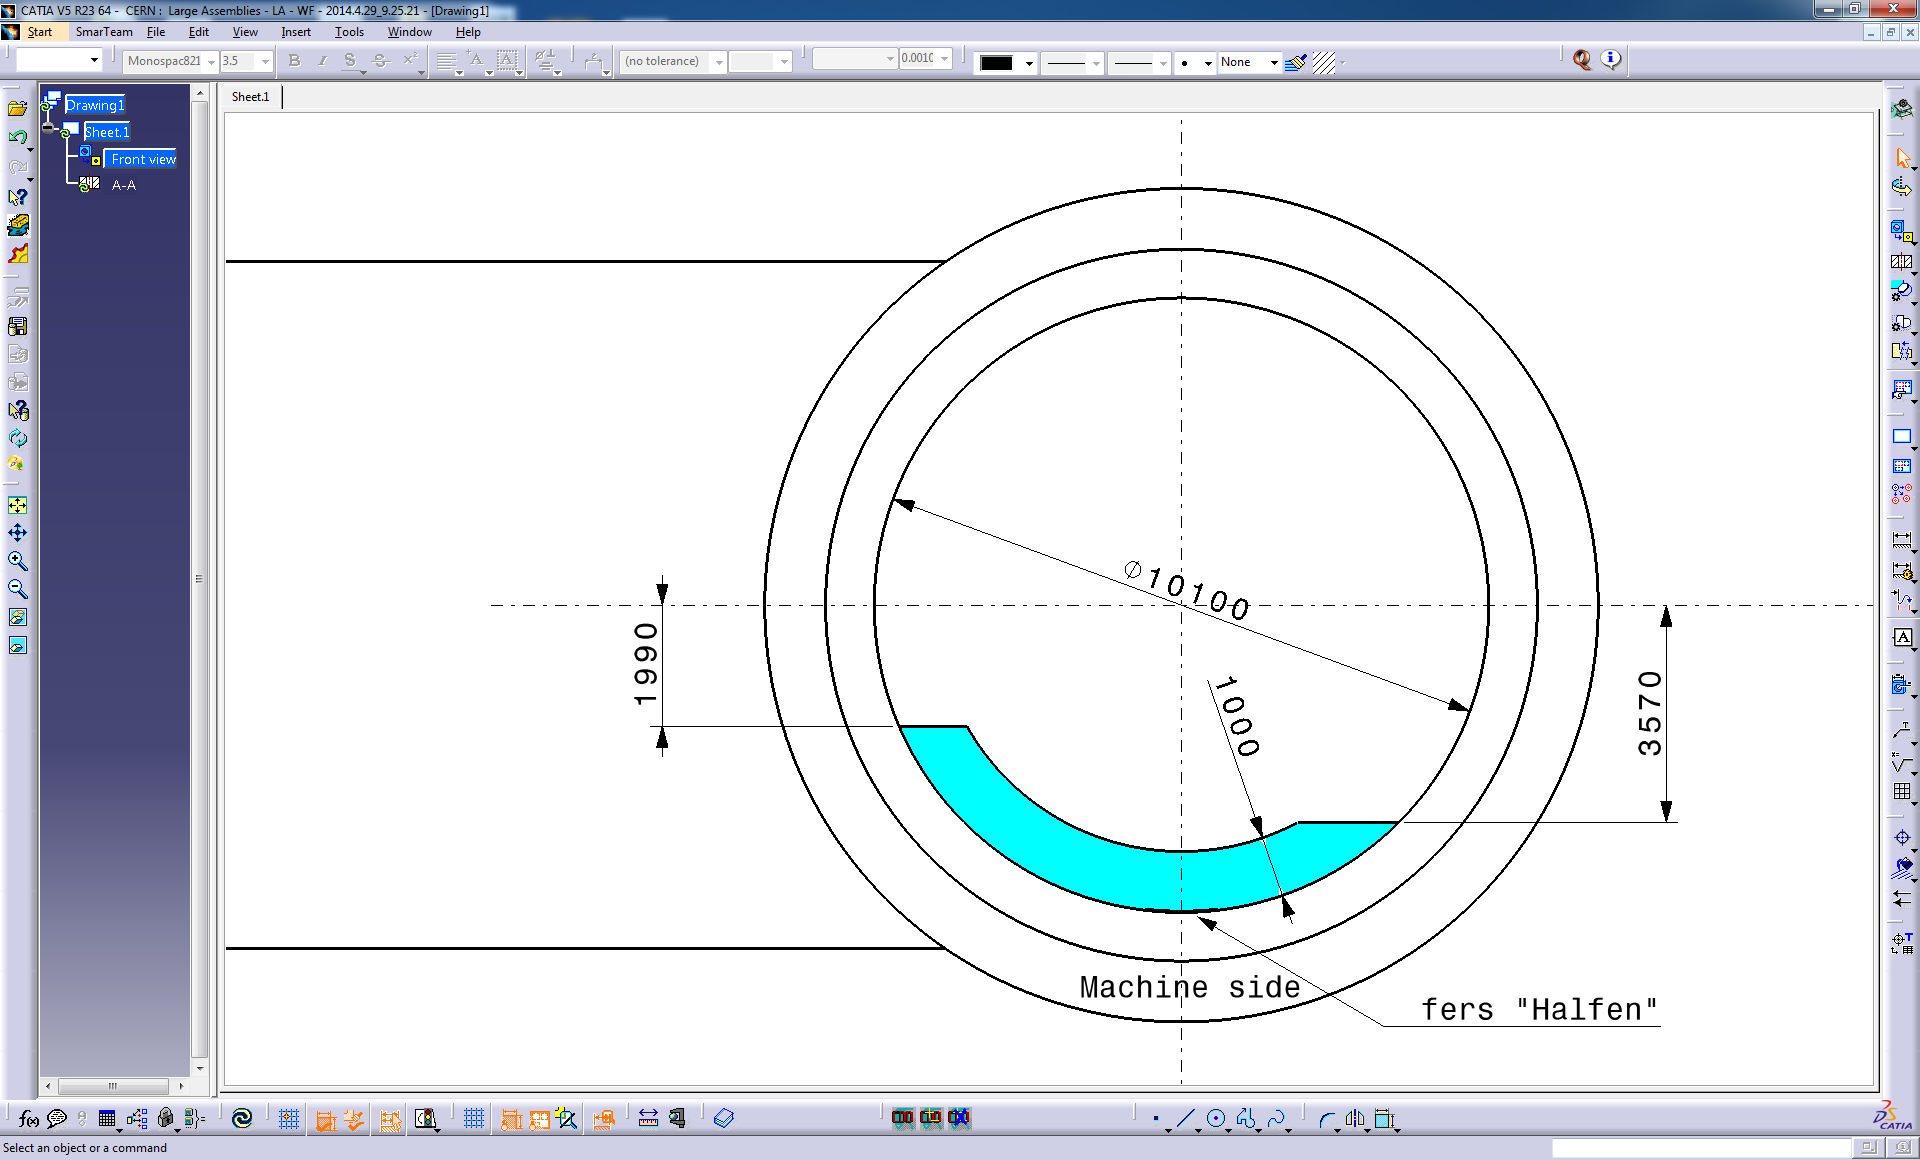 CATIA V5 R23 64 - CERN : Large Assemblies - LA - WF - 2014.4.29_9.25.21 - [Drawing1]
Start SmarTeam File Edit View Insert Tools Window Help
Monospac821 3.5 B I S S (no tolerance) 0.001 None
Sheet.1
Drawing1
Sheet.1
Front view
A-A
Ø10100
1990
1000
3570
Machine side
fers "Halfen"
f(x)
CATIA
Select an object or a command